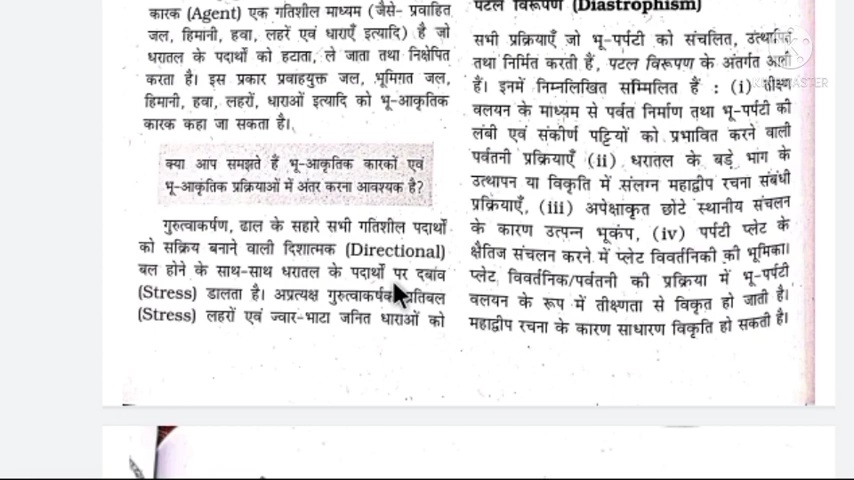 कारक (Agent) एक गतिशील माध्यम (जैसे- प्रवाहित
जल, हिमानी, हवा, लहरें एवं धाराएँ इत्यादि) है जो
धरातल के पदार्थों को हटाता, ले जाता तथा निक्षेपित
करता है। इस प्रकार प्रवाहयुक्त जल, भूमिगत जल,
हिमानी, हवा, लहरों, धाराओं इत्यादि को भू-आकृतिक
कारक कहा जा सकता है।
क्या आप समझते हैं भू-आकृतिक कारकों एवं
भू-आकृतिक प्रक्रियाओं में अंतर करना आवश्यक है?
गुरुत्वाकर्षण, ढाल के सहारे सभी गतिशील पदार्थों
को सक्रिय बनाने वाली दिशात्मक (Directional)
बल होने के साथ-साथ धरातल के पदार्थों पर दबाव
(Stress) डालता है। अप्रत्यक्ष गुरुत्वाकर्षक प्रतिबल
(Stress) लहरों एवं ज्वार-भाटा जनित धाराओं को
पटल विरूपण (Diastrophism)
सभी प्रक्रियाएँ जो भू-पर्पटी को संचलित, उत्थापित
तथा निर्मित करती हैं, पटल विरूपण के अंतर्गत आती
हैं। इनमें निम्नलिखित सम्मिलित हैं : (i) तीक्ष्ण
वलयन के माध्यम से पर्वत निर्माण तथा भू-पर्पटी की
लंबी एवं संकीर्ण पट्टियों को प्रभावित करने वाली
पर्वतनी प्रक्रियाएँ (ii) धरातल के बड़े भाग के
उत्थापन या विकृति में संलग्न महाद्वीप रचना संबंधी
प्रक्रियाएँ, (iii) अपेक्षाकृत छोटे स्थानीय संचलन
के कारण उत्पन्न भूकंप, (iv) पर्पटी प्लेट के
क्षैतिज संचलन करने में प्लेट विवर्तनिकी की भूमिका।
प्लेट विवर्तनिक/पर्वतनी की प्रक्रिया में भू-पर्पटी
वलयन के रूप में तीक्ष्णता से विकृत हो जाती है।
महाद्वीप रचना के कारण साधारण विकृति हो सकती है।
KINEMASTER